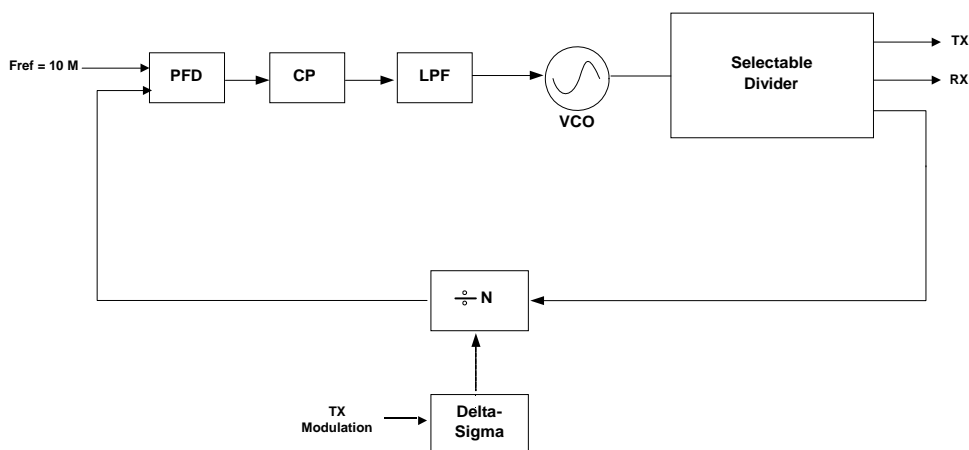 Fref = 10 M
PFD
CP
LPF
VCO
Selectable
Divider
TX
RX
÷ N
TX
Modulation
Delta-
Sigma